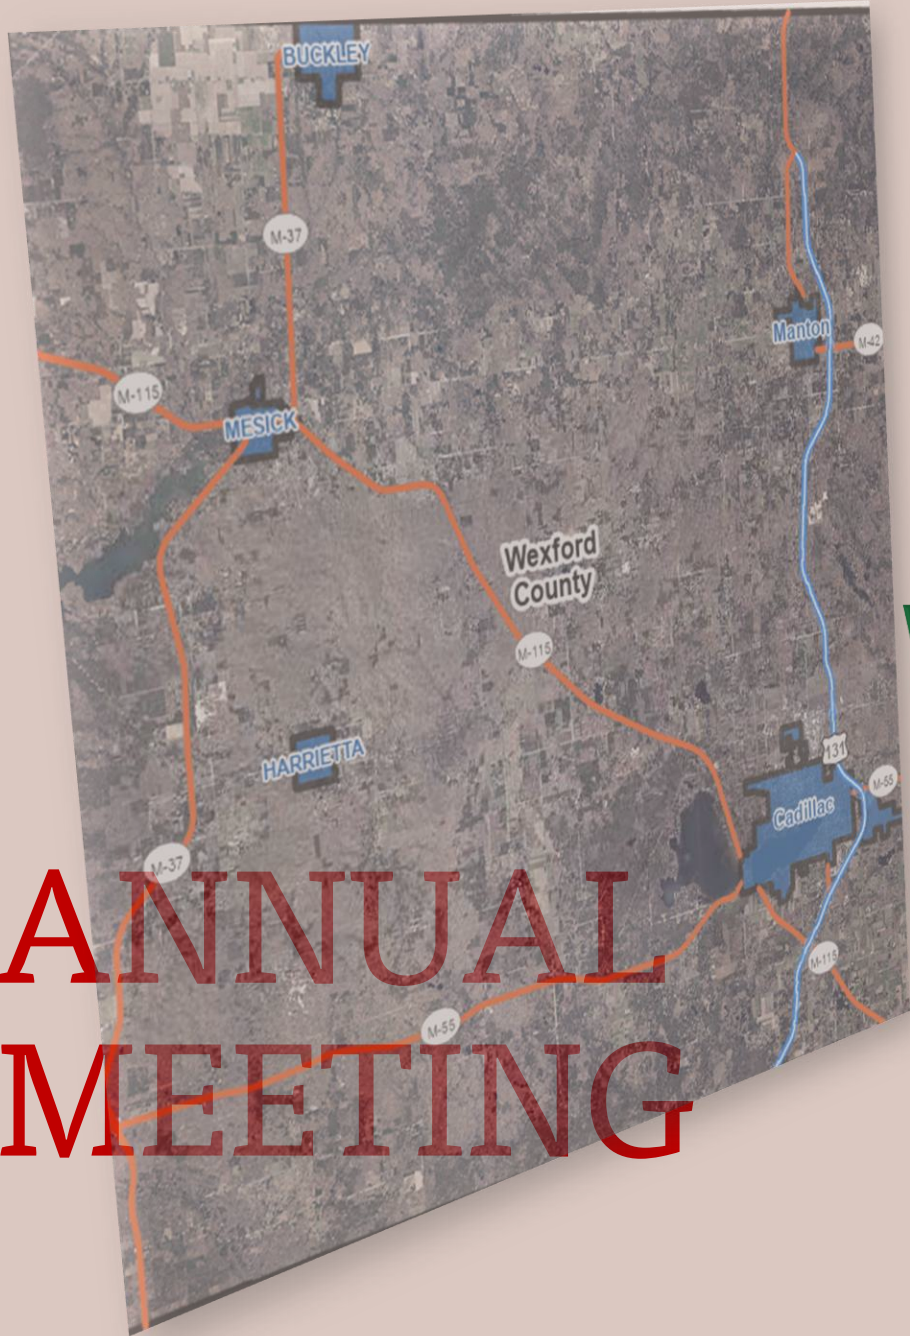 BUCKLEY
M-37
Manton
M-42
M-115
MESICK
Wexford
County
M-115
131
HARRIETTA
M-55
Cadillac
M-37
ANNUAL
M-115
M-55
MEETING